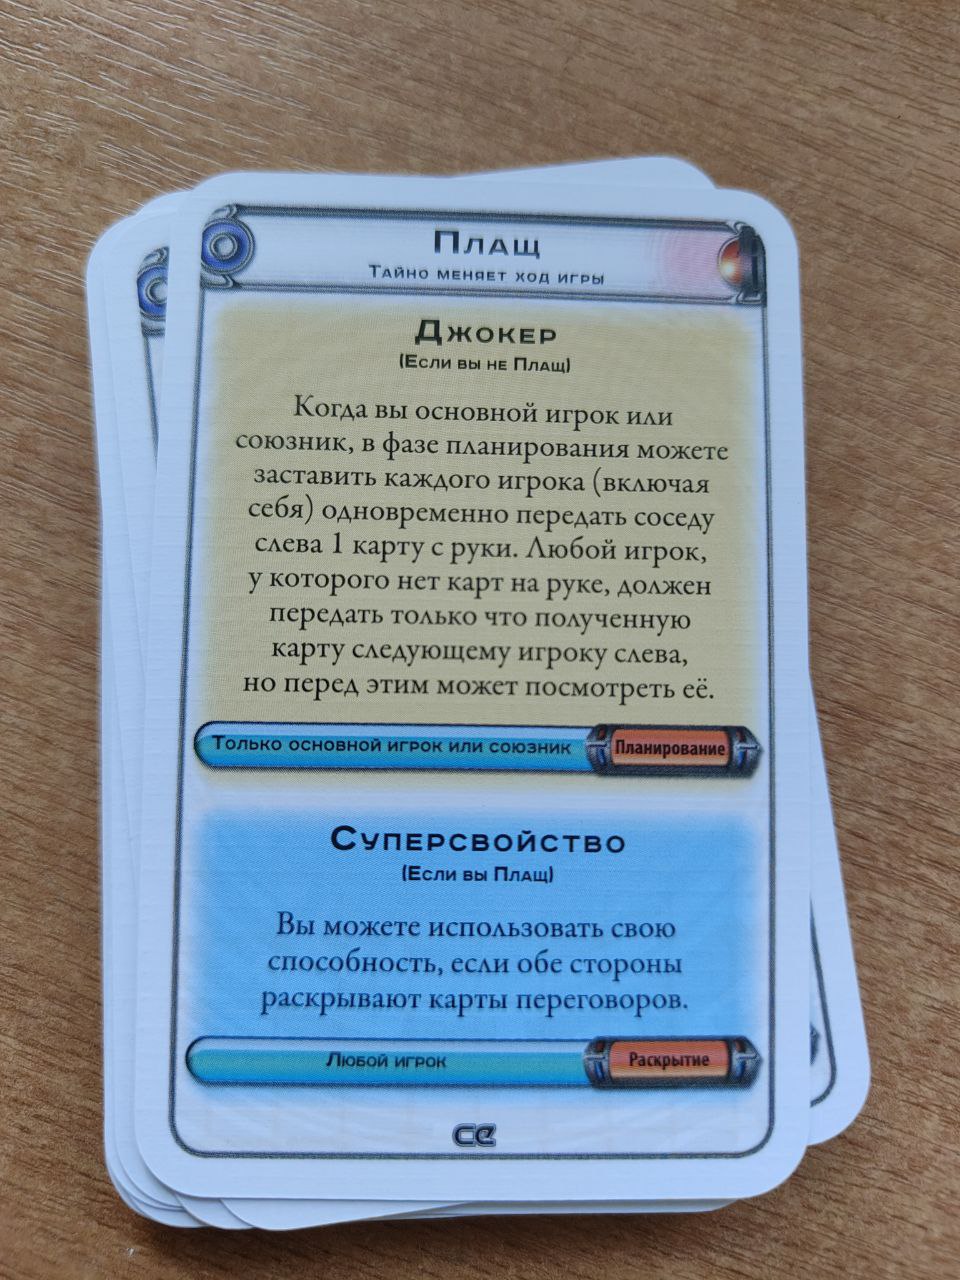 Плащ
Тайно меняет ход игры
Джокер
(Если вы не Плащ)
Когда вы основной игрок или
союзник, в фазе планирования можете
заставить каждого игрока (включая
себя) одновременно передать соседу
слева 1 карту с руки. Любой игрок,
у которого нет карт на руке, должен
передать только что полученную
карту следующему игроку слева,
но перед этим может посмотреть её.
Только основной игрок или союзник
Планирование
Суперсвойство
(Если вы Плащ)
Вы можете использовать свою
способность, если обе стороны
раскрывают карты переговоров.
Любой игрок
Раскрытие
CE